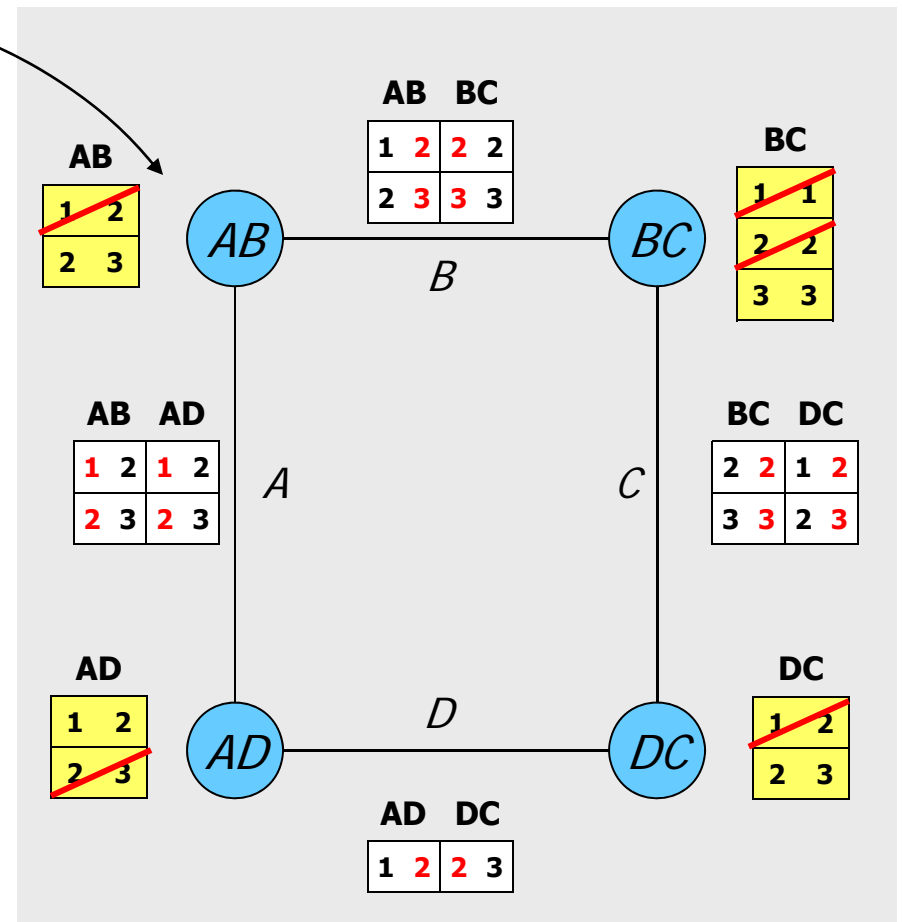 AB BC
1 2 2 2
2 3 3 3
AB
1 2
2 3
BC
1 1
2 2
3 3
AB
BC
B
AB AD
1 2 1 2
2 3 2 3
A
C
BC DC
2 2 1 2
3 3 2 3
AD
1 2
2 3
AD
D
DC
DC
1 2
2 3
AD DC
1 2 2 3